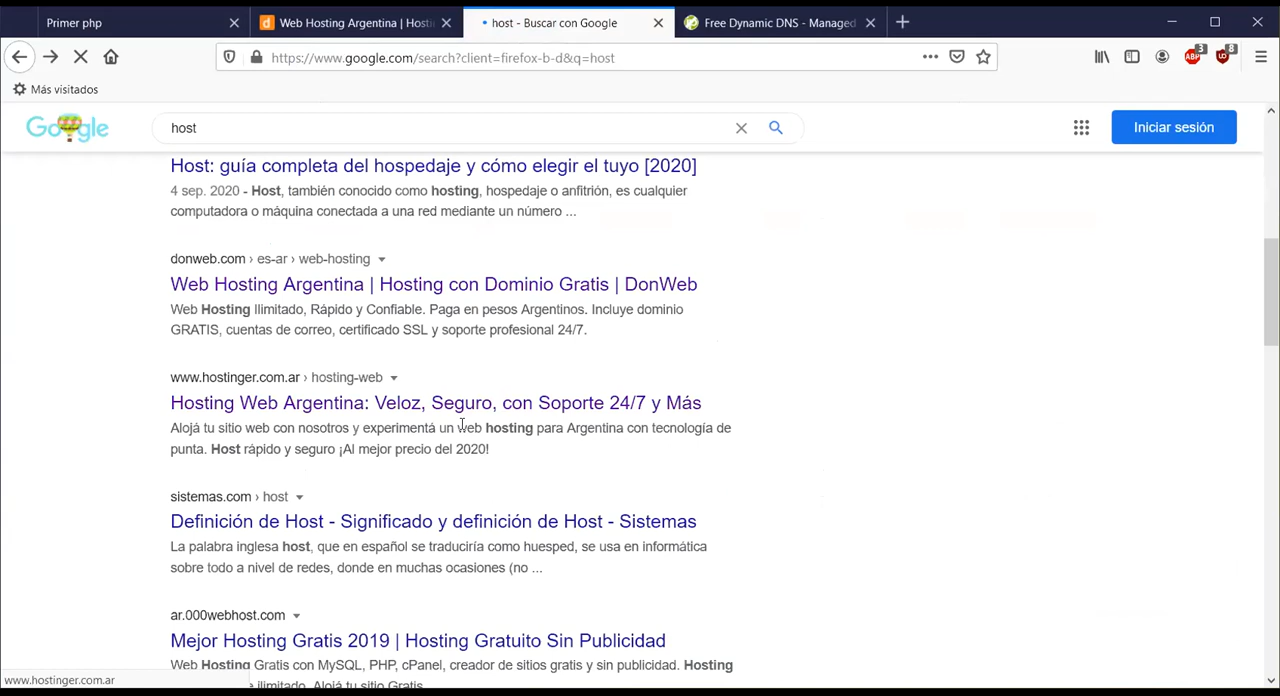 Primer php
Web Hosting Argentina | Hosti
host - Buscar con Google
Free Dynamic DNS - Managed
https://www.google.com/search?client=firefox-b-d&q=host
ABP 3
8
Más visitados
Google
host
Iniciar sesión
Host: guía completa del hospedaje y cómo elegir el tuyo [2020]
4 sep. 2020 - Host, también conocido como hosting, hospedaje o anfitrión, es cualquier
computadora o máquina conectada a una red mediante un número ...
donweb.com › es-ar › web-hosting
Web Hosting Argentina | Hosting con Dominio Gratis | DonWeb
Web Hosting Ilimitado, Rápido y Confiable. Paga en pesos Argentinos. Incluye dominio
GRATIS, cuentas de correo, certificado SSL y soporte profesional 24/7.
www.hostinger.com.ar › hosting-web
Hosting Web Argentina: Veloz, Seguro, con Soporte 24/7 y Más
Alojá tu sitio web con nosotros y experimentá un web hosting para Argentina con tecnología de
punta. Host rápido y seguro ¡Al mejor precio del 2020!
sistemas.com › host
Definición de Host - Significado y definición de Host - Sistemas
La palabra inglesa host, que en español se traduciría como huesped, se usa en informática
sobre todo a nivel de redes, donde en muchas ocasiones (no ...
ar.000webhost.com
Mejor Hosting Gratis 2019 | Hosting Gratuito Sin Publicidad
Web Hosting Gratis con MySQL, PHP, cPanel, creador de sitios gratis y sin publicidad. Hosting
ilimitado. Alojá tu sitio Gratis
www.hostinger.com.ar